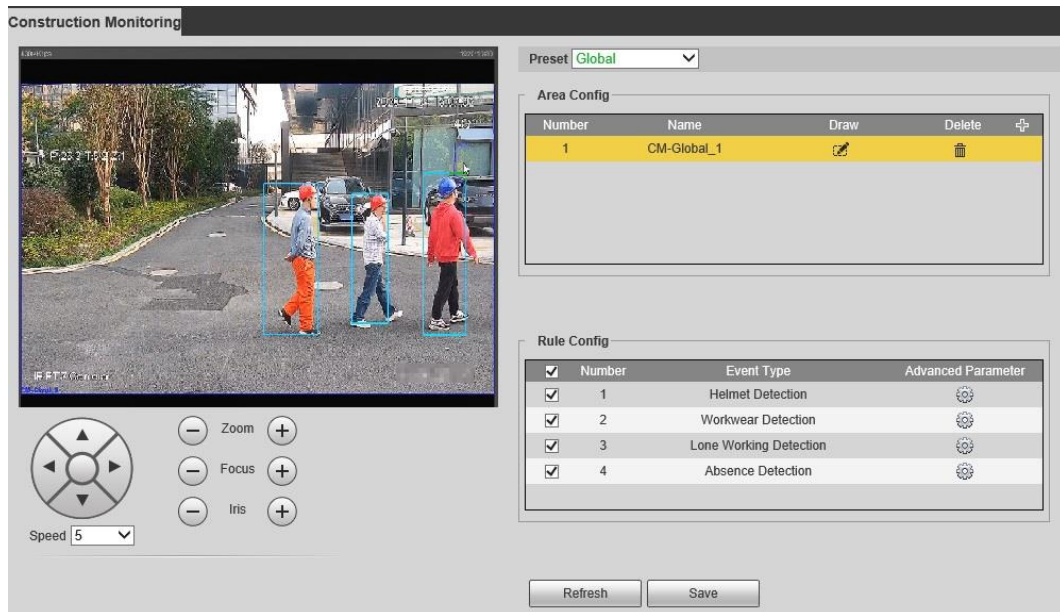 Construction Monitoring
Preset Global
Area Config
Number Name Draw Delete
1 CM-Global_1
Rule Config
Number Event Type Advanced Parameter
1 Helmet Detection
2 Workwear Detection
3 Lone Working Detection
4 Absence Detection
Zoom
Focus
Iris
Speed 5
Refresh Save